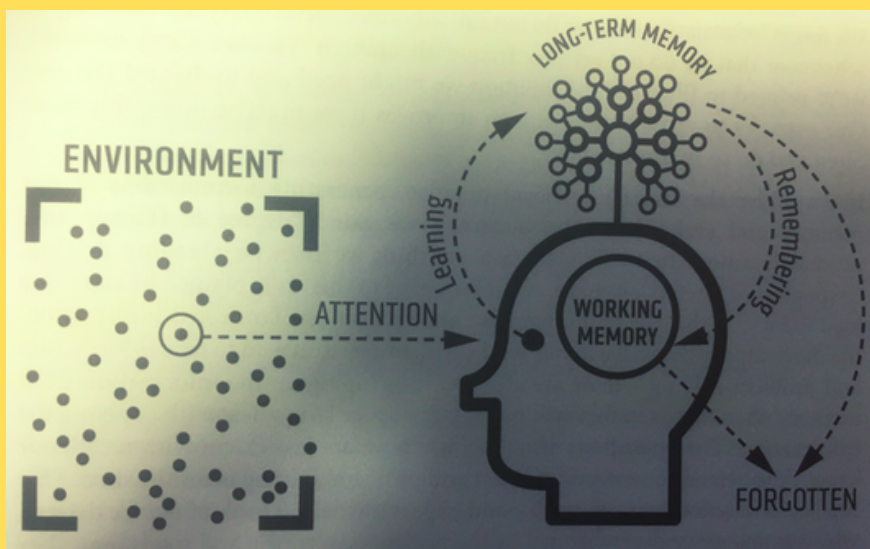 LONG-TERM MEMORY
ENVIRONMENT
Learning
Remembering
ATTENTION
WORKING
MEMORY
FORGOTTEN